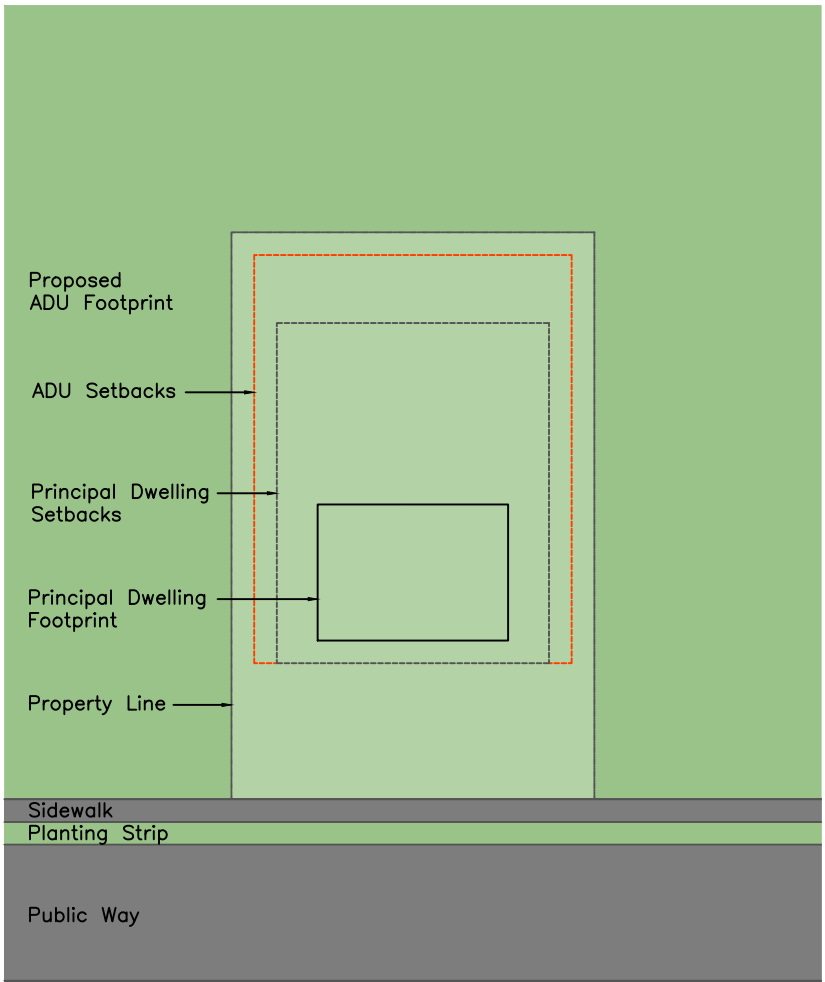 Proposed
ADU Footprint
ADU Setbacks
Principal Dwelling
Setbacks
Principal Dwelling
Footprint
Property Line
Sidewalk
Planting Strip
Public Way